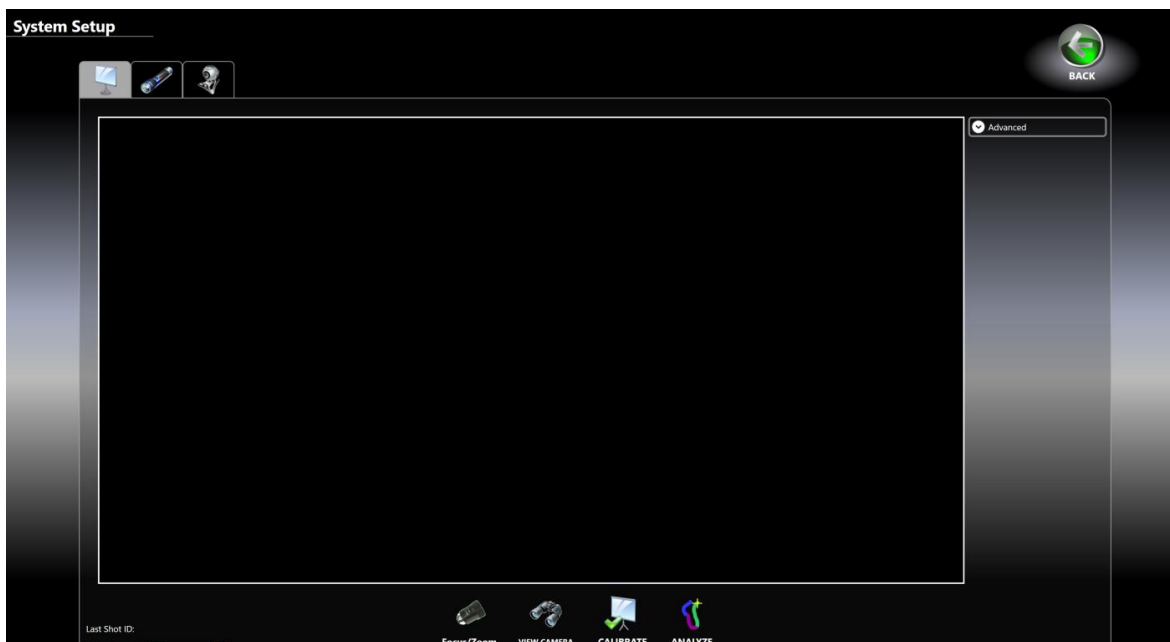 System Setup
BACK
Advanced
Last Shot ID:
Focus/Zoom
VIEW CAMERA
CALIBRATE
ANALYZE